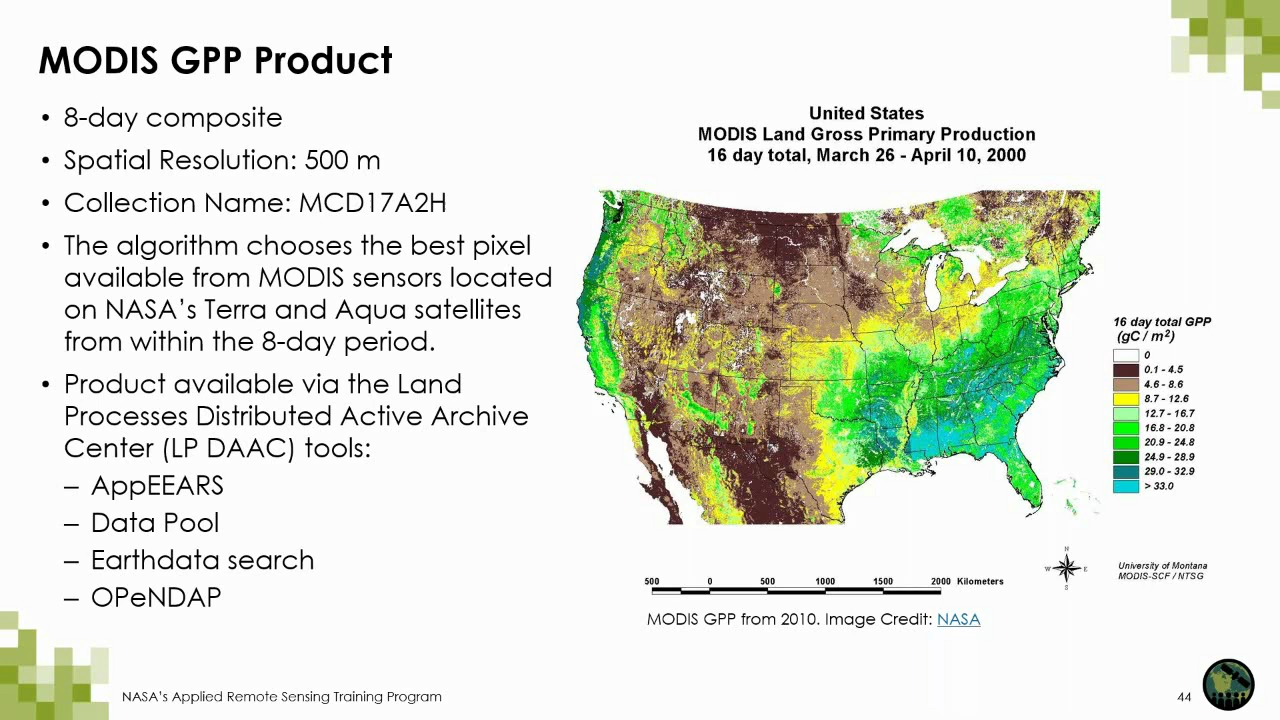 MODIS GPP Product
• 8-day composite
• Spatial Resolution: 500 m
• Collection Name: MCD17A2H
• The algorithm chooses the best pixel
available from MODIS sensors located
on NASA's Terra and Aqua satellites
from within the 8-day period.
• Product available via the Land
Processes Distributed Active Archive
Center (LP DAAC) tools:
– AppEEARS
– Data Pool
– Earthdata search
– OPeNDAP
United States
MODIS Land Gross Primary Production
16 day total, March 26 - April 10, 2000
16 day total GPP
(gC / m²)
0
0.1 - 4.5
4.6 - 8.6
8.7 - 12.6
12.7 - 16.7
16.8 - 20.8
20.9 - 24.8
24.9 - 28.9
29.0 - 32.9
> 33.0
N
W E
S
University of Montana
MODIS-SCF / NTSG
500 0 500 1000 1500 2000 Kilometers
MODIS GPP from 2010. Image Credit: NASA
NASA's Applied Remote Sensing Training Program
44